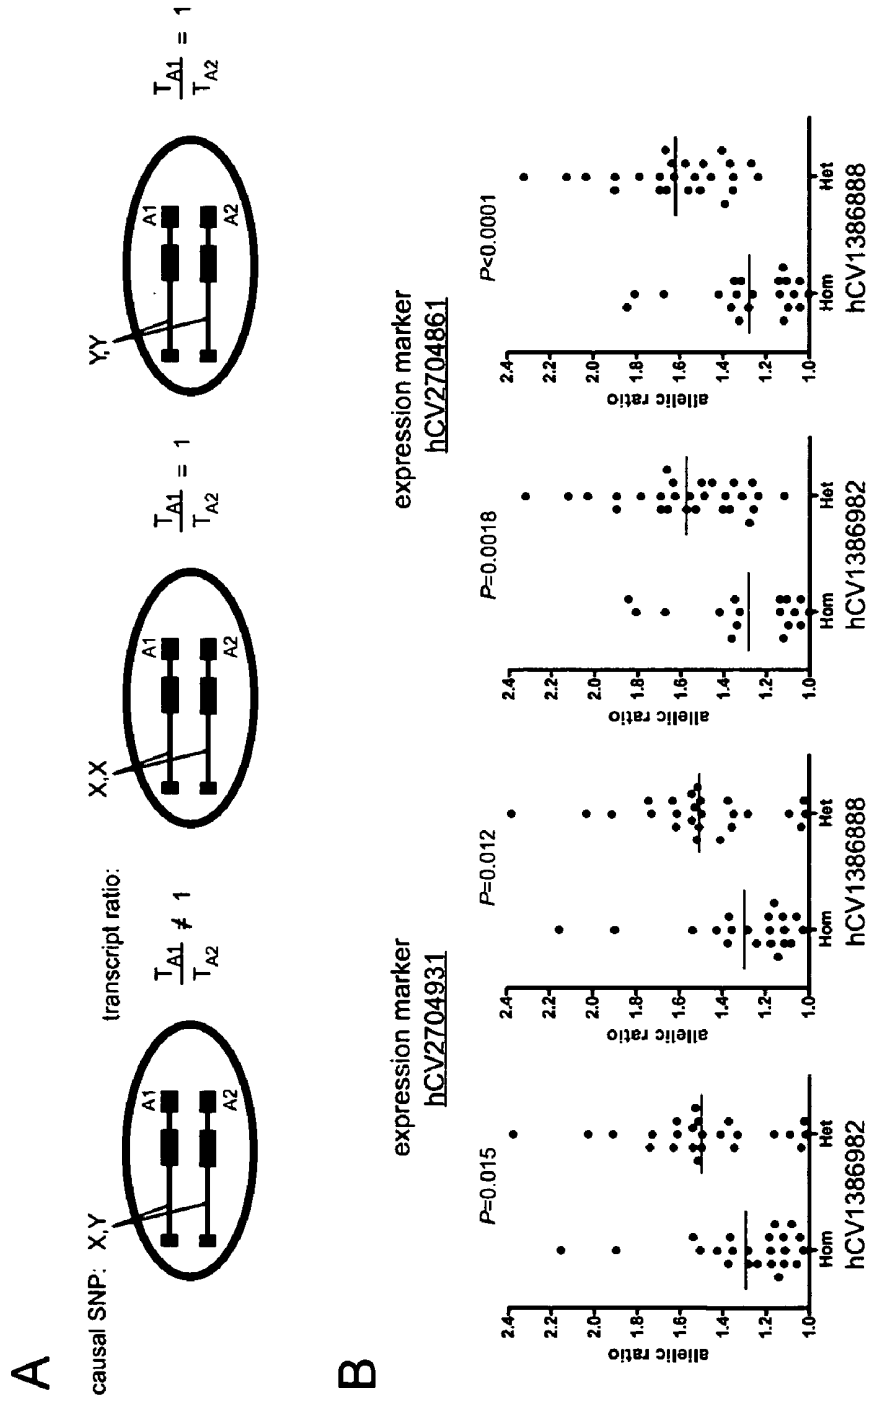 A
causal SNP: X,Y
transcript ratio:
X,X
Y,Y
A1
A2
T_A1 / T_A2 ≠ 1
A1
A2
T_A1 / T_A2 = 1
A1
A2
T_A1 / T_A2 = 1
B
expression marker
hCV2704931
expression marker
hCV2704861
P=0.015
2.4
2.2
2.0
1.8
1.6
1.4
1.2
1.0
allelic ratio
Hom Het
hCV1386982
P=0.012
2.4
2.2
2.0
1.8
1.6
1.4
1.2
1.0
allelic ratio
Hom Het
hCV1386888
P=0.0018
2.4
2.2
2.0
1.8
1.6
1.4
1.2
1.0
allelic ratio
Hom Het
hCV1386982
P<0.0001
2.4
2.2
2.0
1.8
1.6
1.4
1.2
1.0
allelic ratio
Hom Het
hCV1386888